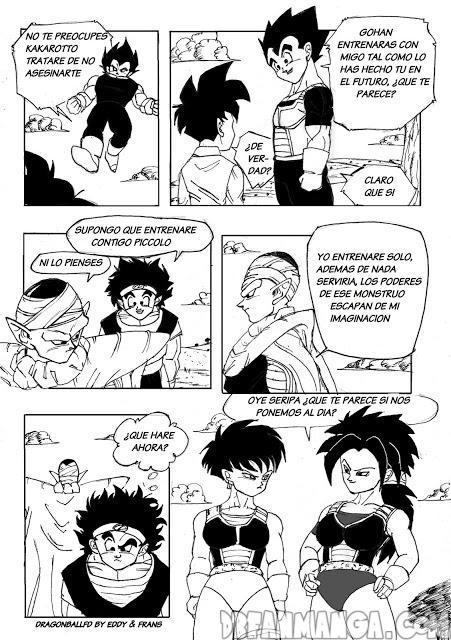 NO TE PREOCUPES
KAKAROTTO
TRATARE DE NO
ASESINARTE
GOHAN
ENTRENARAS CON
MIGO TAL COMO LO
HAS HECHO TU EN
EL FUTURO, ¿QUE TE
PARECE?
¿DE
VER-
DAD?
CLARO
QUE SI
SUPONGO QUE ENTRENARE
CONTIGO PICCOLO
NI LO PIENSES
YO ENTRENARE SOLO,
ADEMAS DE NADA
SERVIRIA, LOS PODERES
DE ESE MONSTRUO
ESCAPAN DE MI
IMAGINACION
¿QUE HARE
AHORA?
OYE SERIPA ¿QUE TE PARECE SI NOS
PONEMOS AL DIA?
DRAGONBALLFD BY EDDY & FRANS
DREANMANGA.COM